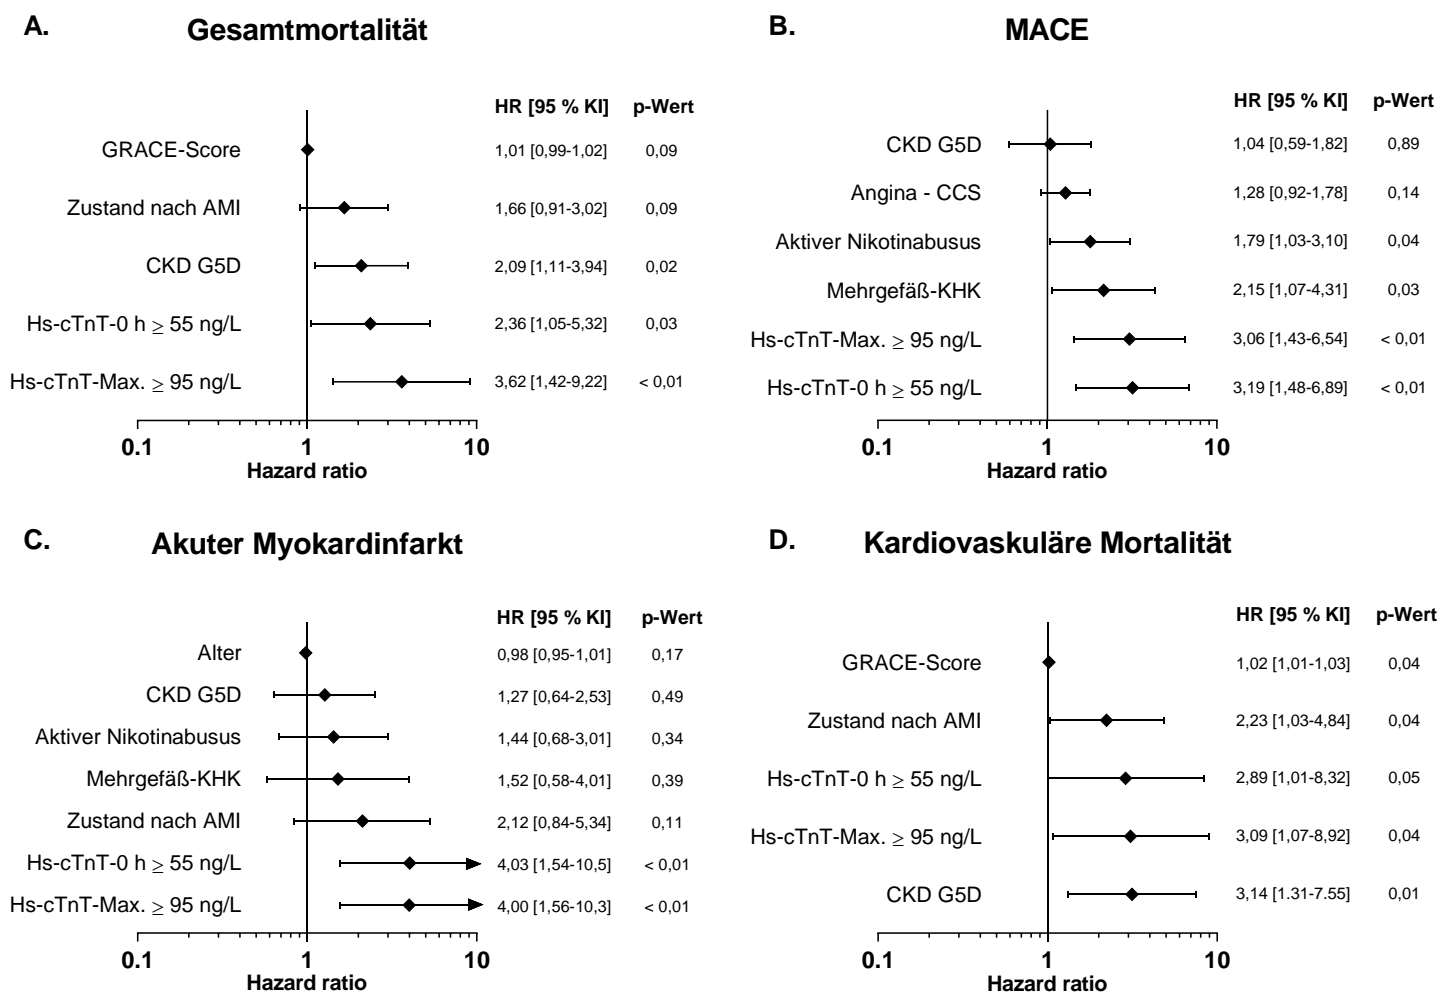 A. Gesamtmortalität
HR [95 % KI] p-Wert
GRACE-Score 1,01 [0,99-1,02] 0,09
Zustand nach AMI 1,66 [0,91-3,02] 0,09
CKD G5D 2,09 [1,11-3,94] 0,02
Hs-cTnT-0 h ≥ 55 ng/L 2,36 [1,05-5,32] 0,03
Hs-cTnT-Max. ≥ 95 ng/L 3,62 [1,42-9,22] < 0,01
0.1 1 10
Hazard ratio
B. MACE
HR [95 % KI] p-Wert
CKD G5D 1,04 [0,59-1,82] 0,89
Angina - CCS 1,28 [0,92-1,78] 0,14
Aktiver Nikotinabusus 1,79 [1,03-3,10] 0,04
Mehrgefäß-KHK 2,15 [1,07-4,31] 0,03
Hs-cTnT-Max. ≥ 95 ng/L 3,06 [1,43-6,54] < 0,01
Hs-cTnT-0 h ≥ 55 ng/L 3,19 [1,48-6,89] < 0,01
0.1 1 10
Hazard ratio
C. Akuter Myokardinfarkt
HR [95 % KI] p-Wert
Alter 0,98 [0,95-1,01] 0,17
CKD G5D 1,27 [0,64-2,53] 0,49
Aktiver Nikotinabusus 1,44 [0,68-3,01] 0,34
Mehrgefäß-KHK 1,52 [0,58-4,01] 0,39
Zustand nach AMI 2,12 [0,84-5,34] 0,11
Hs-cTnT-0 h ≥ 55 ng/L 4,03 [1,54-10,5] < 0,01
Hs-cTnT-Max. ≥ 95 ng/L 4,00 [1,56-10,3] < 0,01
0.1 1 10
Hazard ratio
D. Kardiovaskuläre Mortalität
HR [95 % KI] p-Wert
GRACE-Score 1,02 [1,01-1,03] 0,04
Zustand nach AMI 2,23 [1,03-4,84] 0,04
Hs-cTnT-0 h ≥ 55 ng/L 2,89 [1,01-8,32] 0,05
Hs-cTnT-Max. ≥ 95 ng/L 3,09 [1,07-8,92] 0,04
CKD G5D 3,14 [1.31-7.55] 0,01
0.1 1 10
Hazard ratio